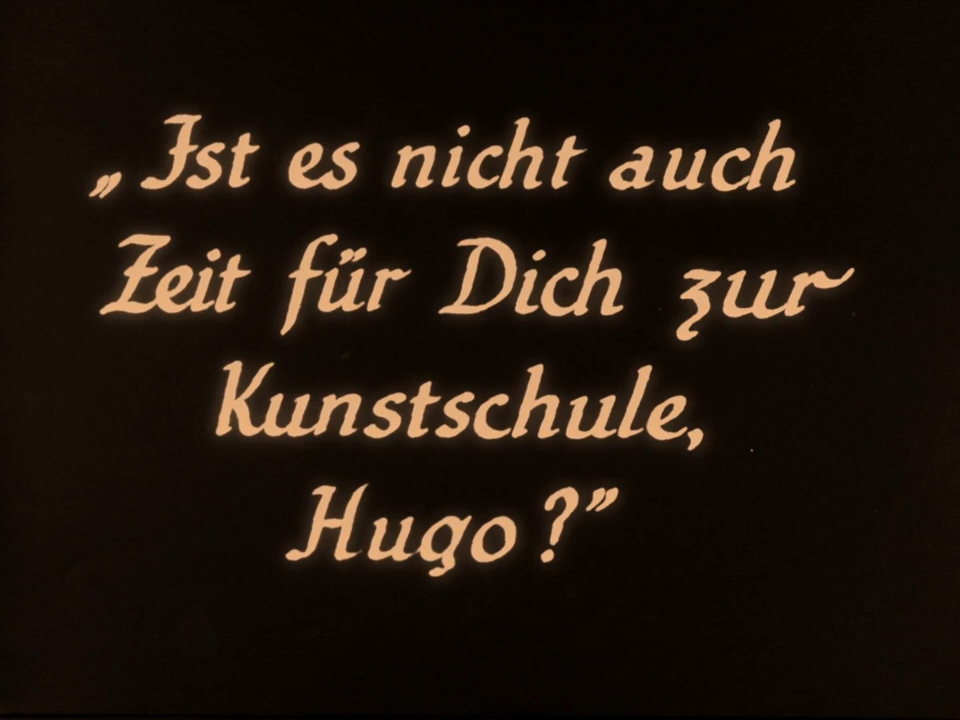 „Ist es nicht auch
Zeit für Dich zur
Kunstschule,
Hugo?”